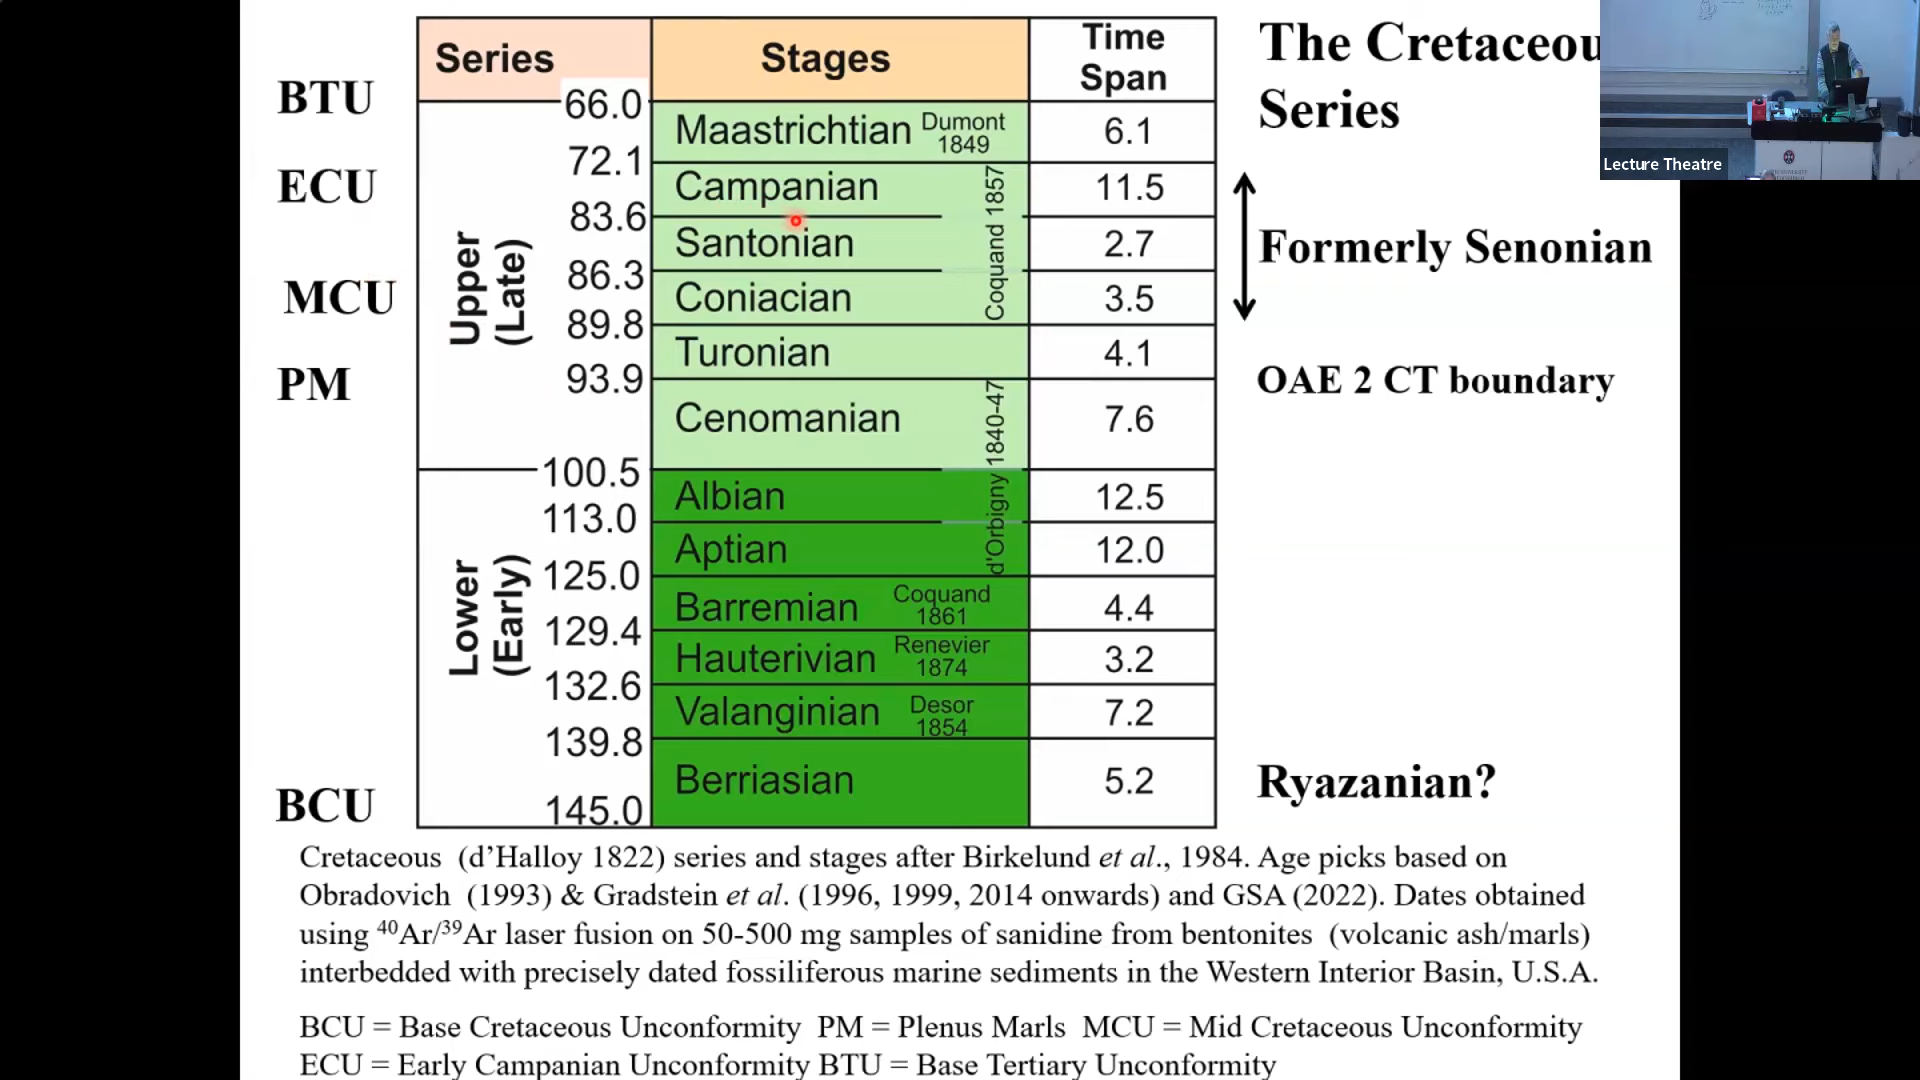 Series
Stages
Time
Span
The Cretaceou
Series
Lecture Theatre
BTU
ECU
MCU
PM
BCU
Upper
(Late)
Lower
(Early)
66.0
72.1
83.6
86.3
89.8
93.9
100.5
113.0
125.0
129.4
132.6
139.8
145.0
Maastrichtian Dumont
1849
6.1
Campanian
11.5
Santonian
2.7
Coniacian
3.5
Coquand 1857
Turonian
4.1
Cenomanian
7.6
Albian
12.5
Aptian
12.0
d'Orbigny 1840-47
Barremian Coquand
1861
4.4
Hauterivian Renevier
1874
3.2
Valanginian Desor
1854
7.2
Berriasian
5.2
Formerly Senonian
OAE 2 CT boundary
Ryazanian?
Cretaceous (d’Halloy 1822) series and stages after Birkelund et al., 1984. Age picks based on
Obradovich (1993) & Gradstein et al. (1996, 1999, 2014 onwards) and GSA (2022). Dates obtained
using ⁴⁰Ar/³⁹Ar laser fusion on 50-500 mg samples of sanidine from bentonites (volcanic ash/marls)
interbedded with precisely dated fossiliferous marine sediments in the Western Interior Basin, U.S.A.
BCU = Base Cretaceous Unconformity PM = Plenus Marls MCU = Mid Cretaceous Unconformity
ECU = Early Campanian Unconformity BTU = Base Tertiary Unconformity